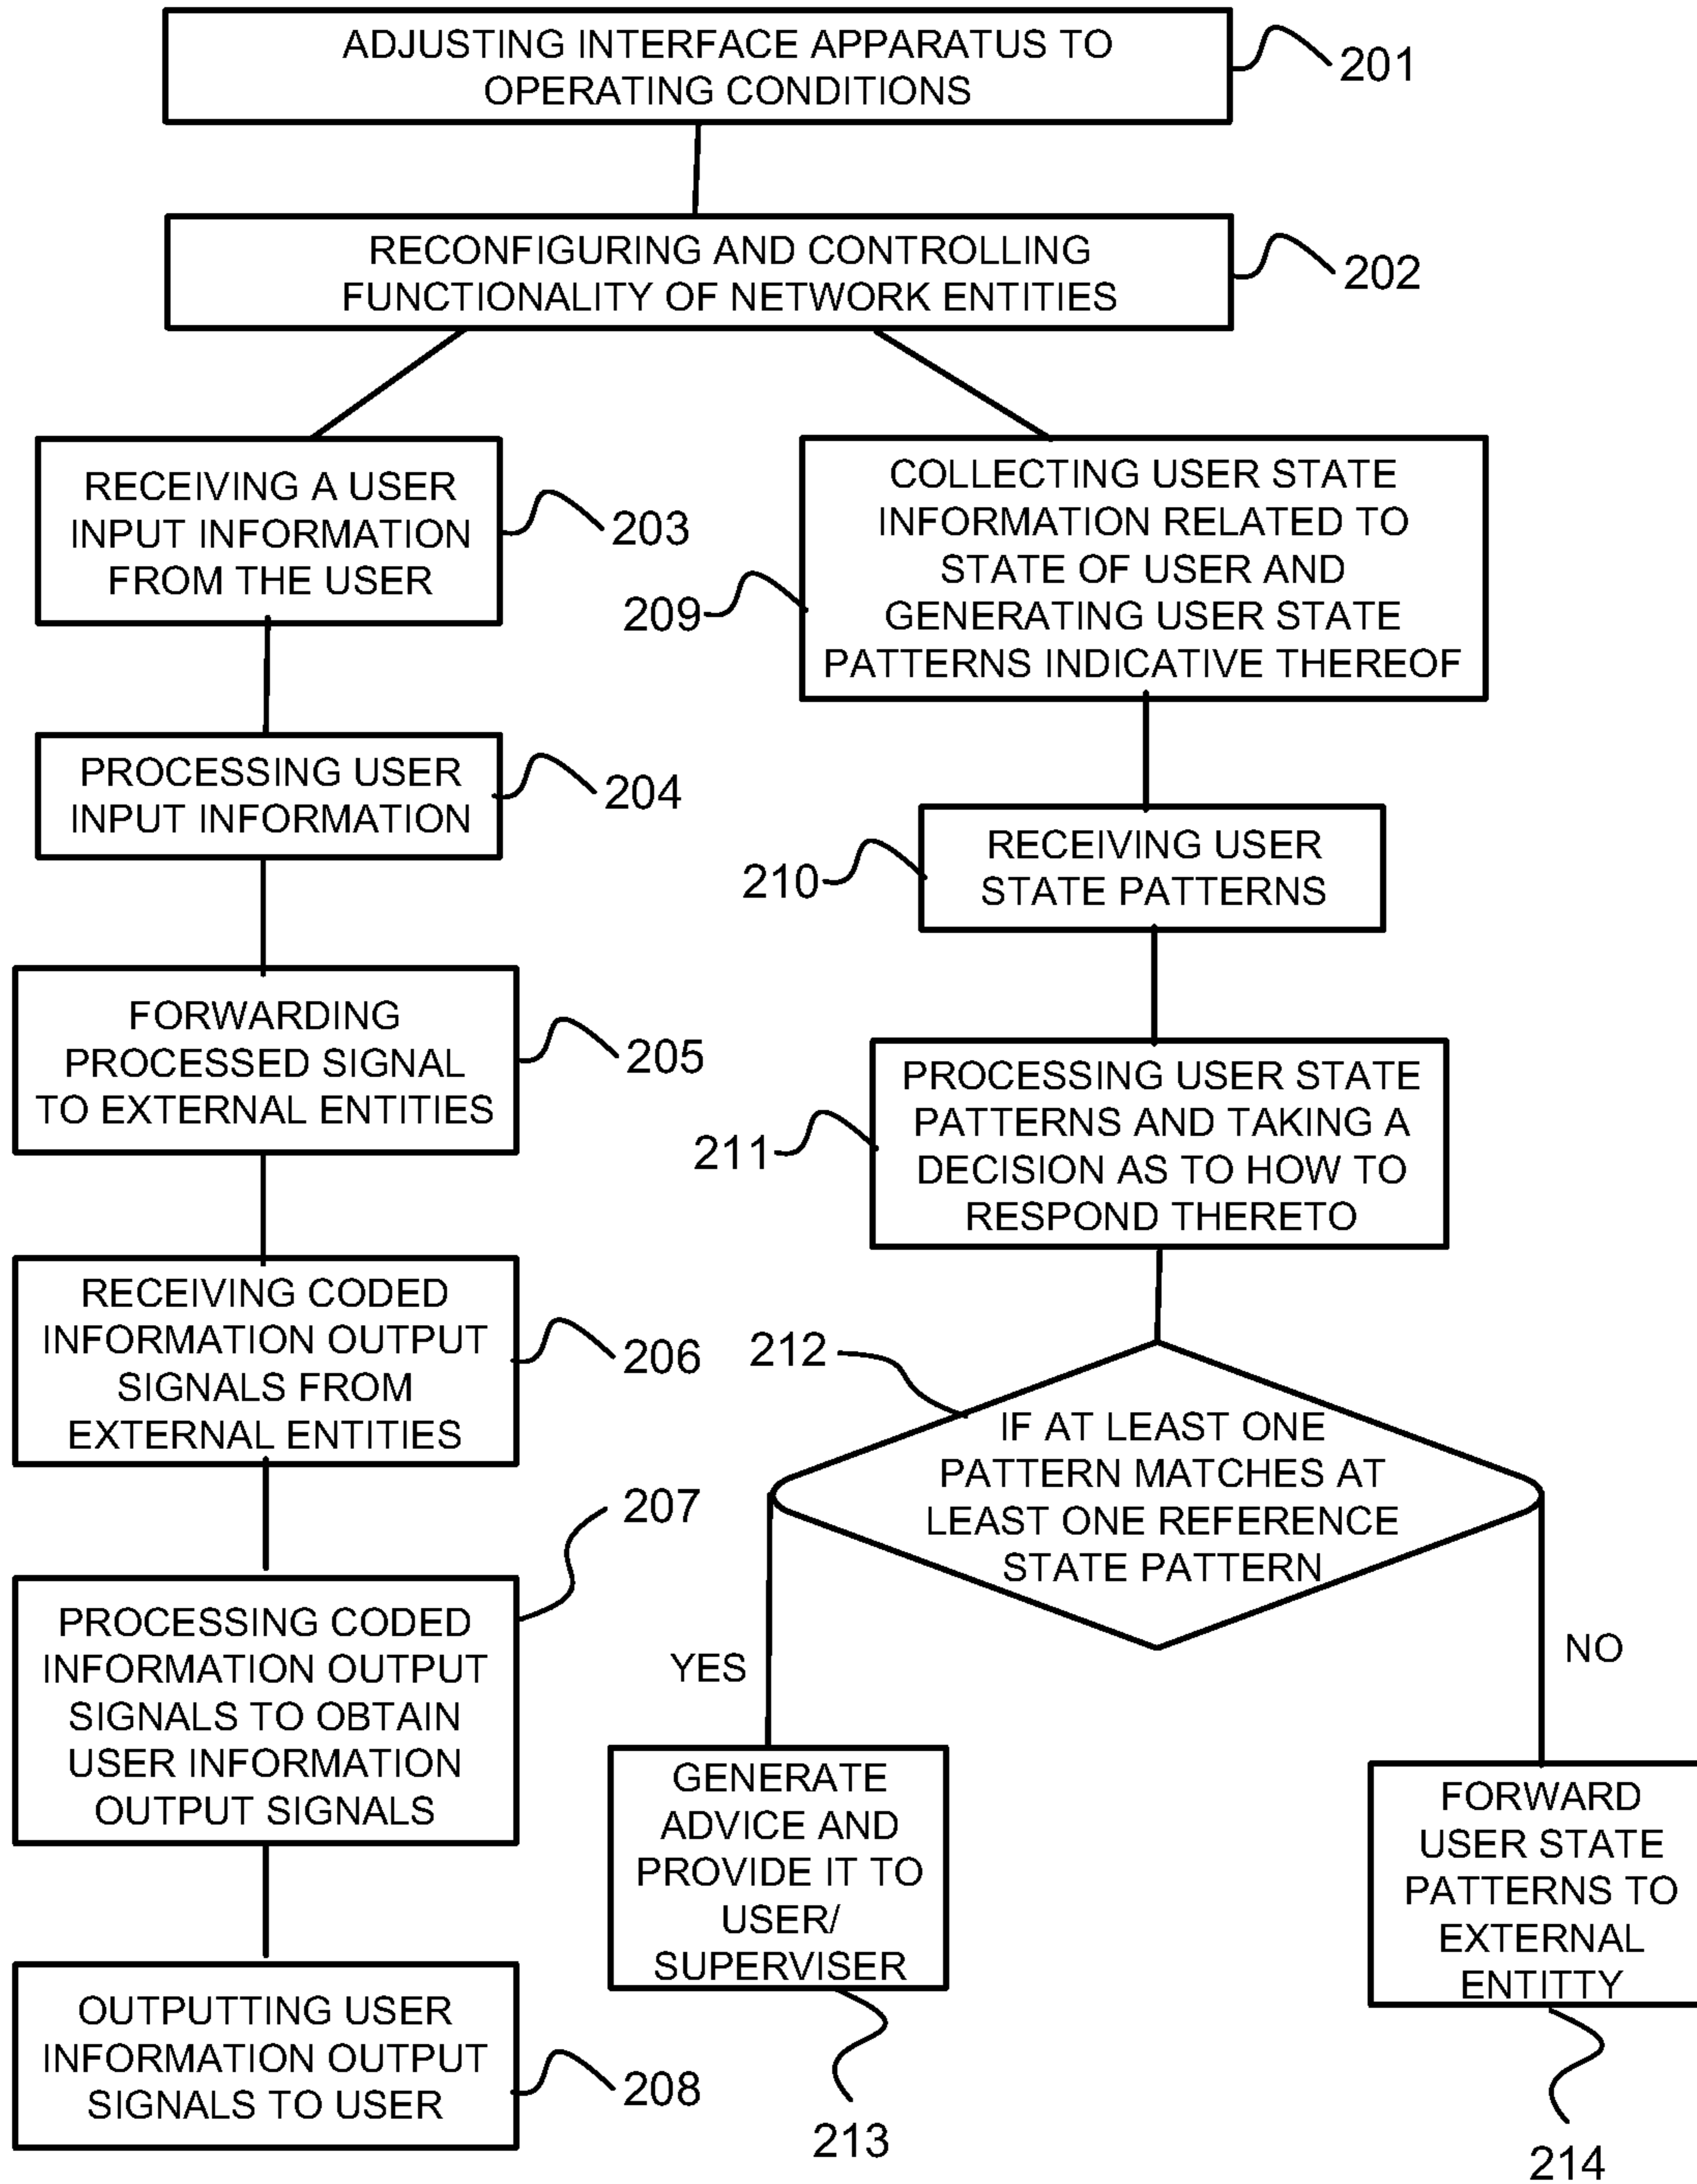 ADJUSTING INTERFACE APPARATUS TO
OPERATING CONDITIONS
201
RECONFIGURING AND CONTROLLING
FUNCTIONALITY OF NETWORK ENTITIES
202
RECEIVING A USER
INPUT INFORMATION
FROM THE USER
203
PROCESSING USER
INPUT INFORMATION
204
FORWARDING
PROCESSED SIGNAL
TO EXTERNAL ENTITIES
205
RECEIVING CODED
INFORMATION OUTPUT
SIGNALS FROM
EXTERNAL ENTITIES
206
PROCESSING CODED
INFORMATION OUTPUT
SIGNALS TO OBTAIN
USER INFORMATION
OUTPUT SIGNALS
207
OUTPUTTING USER
INFORMATION OUTPUT
SIGNALS TO USER
208
COLLECTING USER STATE
INFORMATION RELATED TO
STATE OF USER AND
GENERATING USER STATE
PATTERNS INDICATIVE THEREOF
209
RECEIVING USER
STATE PATTERNS
210
PROCESSING USER STATE
PATTERNS AND TAKING A
DECISION AS TO HOW TO
RESPOND THERETO
211
212
IF AT LEAST ONE
PATTERN MATCHES AT
LEAST ONE REFERENCE
STATE PATTERN
YES
NO
GENERATE
ADVICE AND
PROVIDE IT TO
USER/
SUPERVISER
213
FORWARD
USER STATE
PATTERNS TO
EXTERNAL
ENTITTY
214